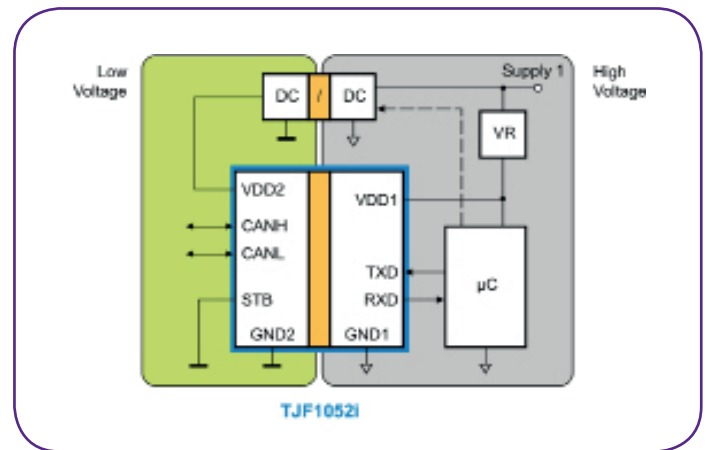 Low
Voltage
DC / DC
Supply 1
High
Voltage
VR
VDD2
VDD1
CANH
CANL
TXD
STB
RXD
µC
GND2
GND1
TJF1052i